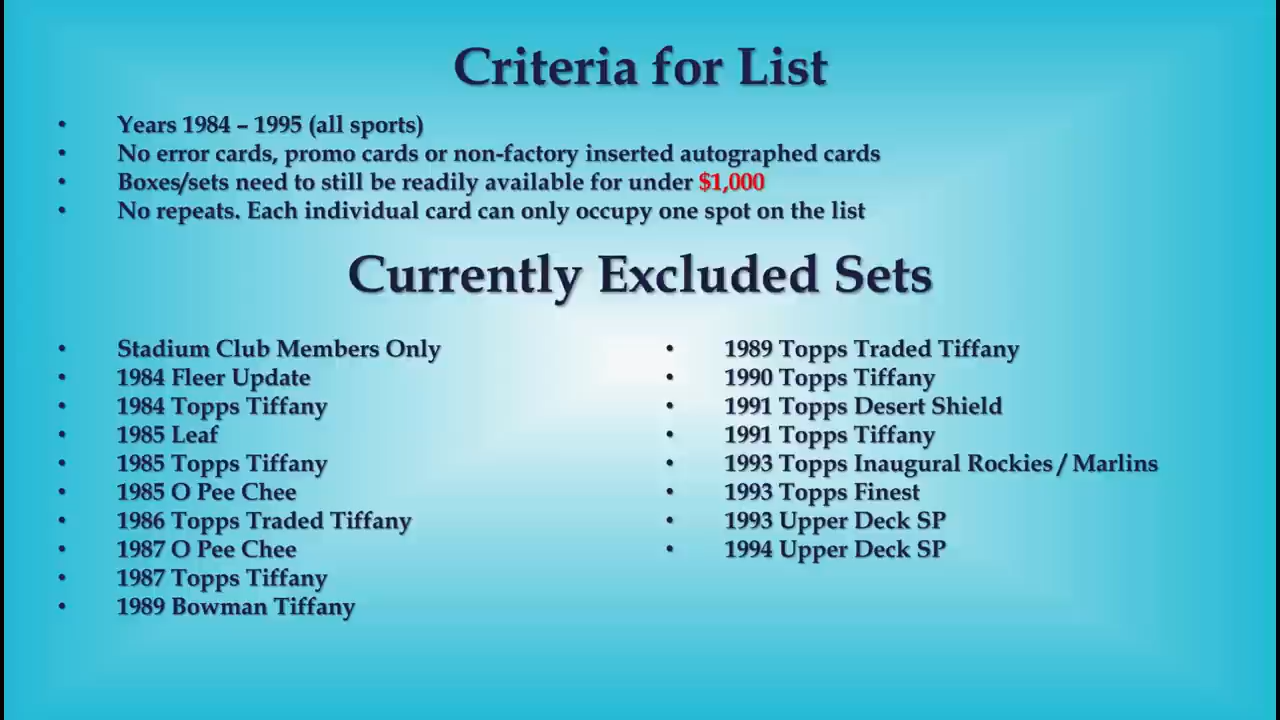 Criteria for List
• Years 1984 – 1995 (all sports)
• No error cards, promo cards or non-factory inserted autographed cards
• Boxes/sets need to still be readily available for under $1,000
• No repeats. Each individual card can only occupy one spot on the list
Currently Excluded Sets
• Stadium Club Members Only
• 1984 Fleer Update
• 1984 Topps Tiffany
• 1985 Leaf
• 1985 Topps Tiffany
• 1985 O Pee Chee
• 1986 Topps Traded Tiffany
• 1987 O Pee Chee
• 1987 Topps Tiffany
• 1989 Bowman Tiffany
• 1989 Topps Traded Tiffany
• 1990 Topps Tiffany
• 1991 Topps Desert Shield
• 1991 Topps Tiffany
• 1993 Topps Inaugural Rockies / Marlins
• 1993 Topps Finest
• 1993 Upper Deck SP
• 1994 Upper Deck SP